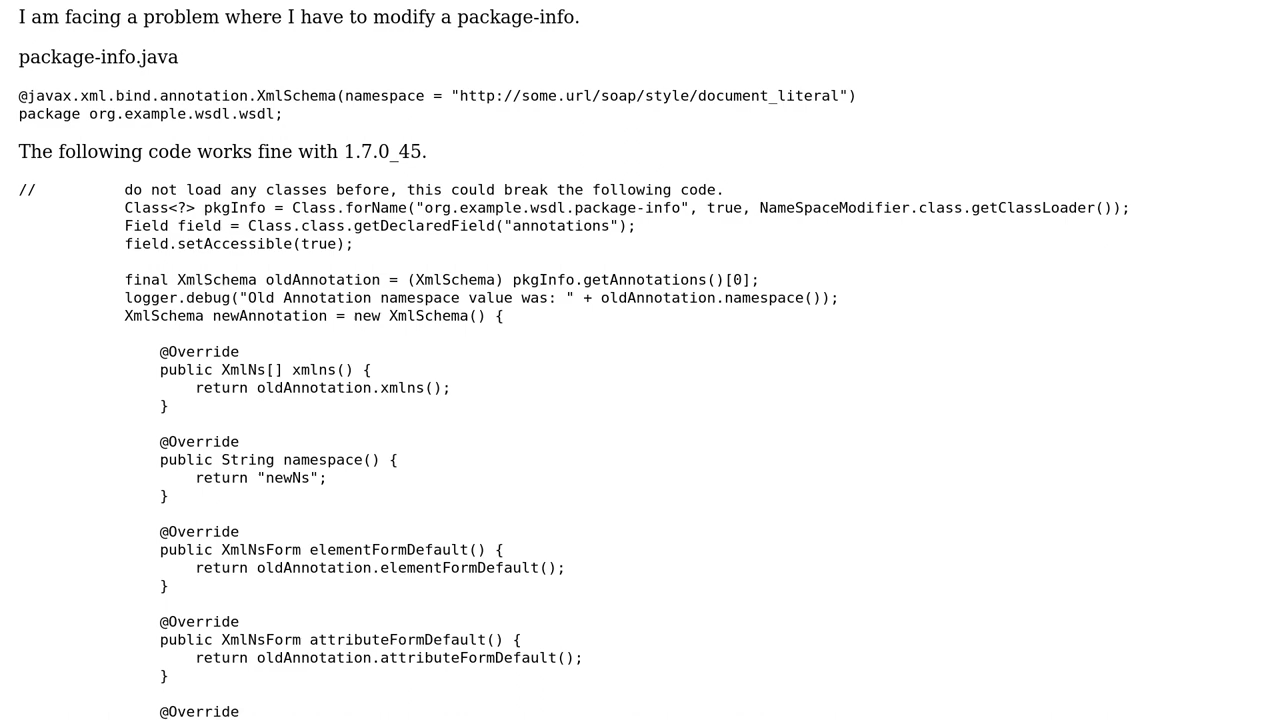 I am facing a problem where I have to modify a package-info.
package-info.java
@javax.xml.bind.annotation.XmlSchema(namespace = "http://some.url/soap/style/document_literal")
package org.example.wsdl.wsdl;
The following code works fine with 1.7.0_45.
//          do not load any classes before, this could break the following code.
            Class<?> pkgInfo = Class.forName("org.example.wsdl.package-info", true, NameSpaceModifier.class.getClassLoader());
            Field field = Class.class.getDeclaredField("annotations");
            field.setAccessible(true);

            final XmlSchema oldAnnotation = (XmlSchema) pkgInfo.getAnnotations()[0];
            logger.debug("Old Annotation namespace value was: " + oldAnnotation.namespace());
            XmlSchema newAnnotation = new XmlSchema() {

                @Override
                public XmlNs[] xmlns() {
                    return oldAnnotation.xmlns();
                }

                @Override
                public String namespace() {
                    return "newNs";
                }

                @Override
                public XmlNsForm elementFormDefault() {
                    return oldAnnotation.elementFormDefault();
                }

                @Override
                public XmlNsForm attributeFormDefault() {
                    return oldAnnotation.attributeFormDefault();
                }

                @Override